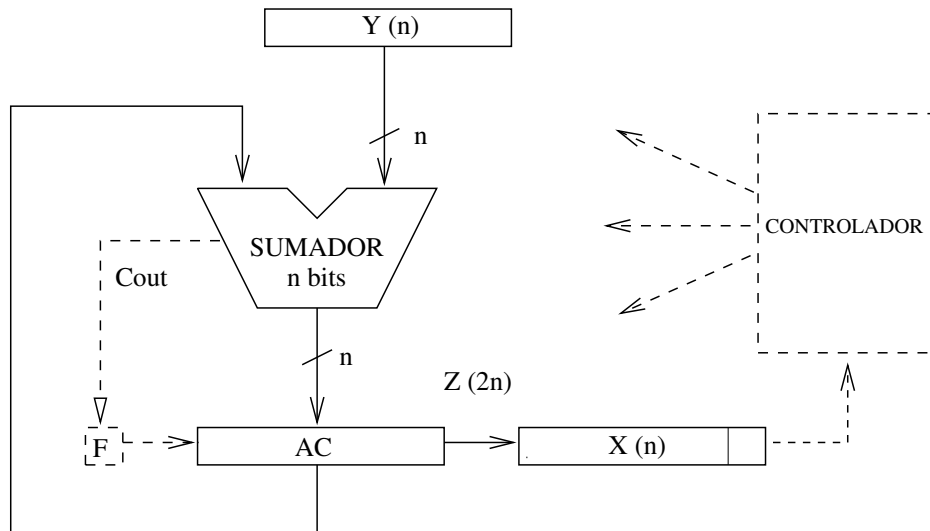 Y (n)
n
CONTROLADOR
SUMADOR
n bits
Cout
n
Z (2n)
F
AC
X (n)